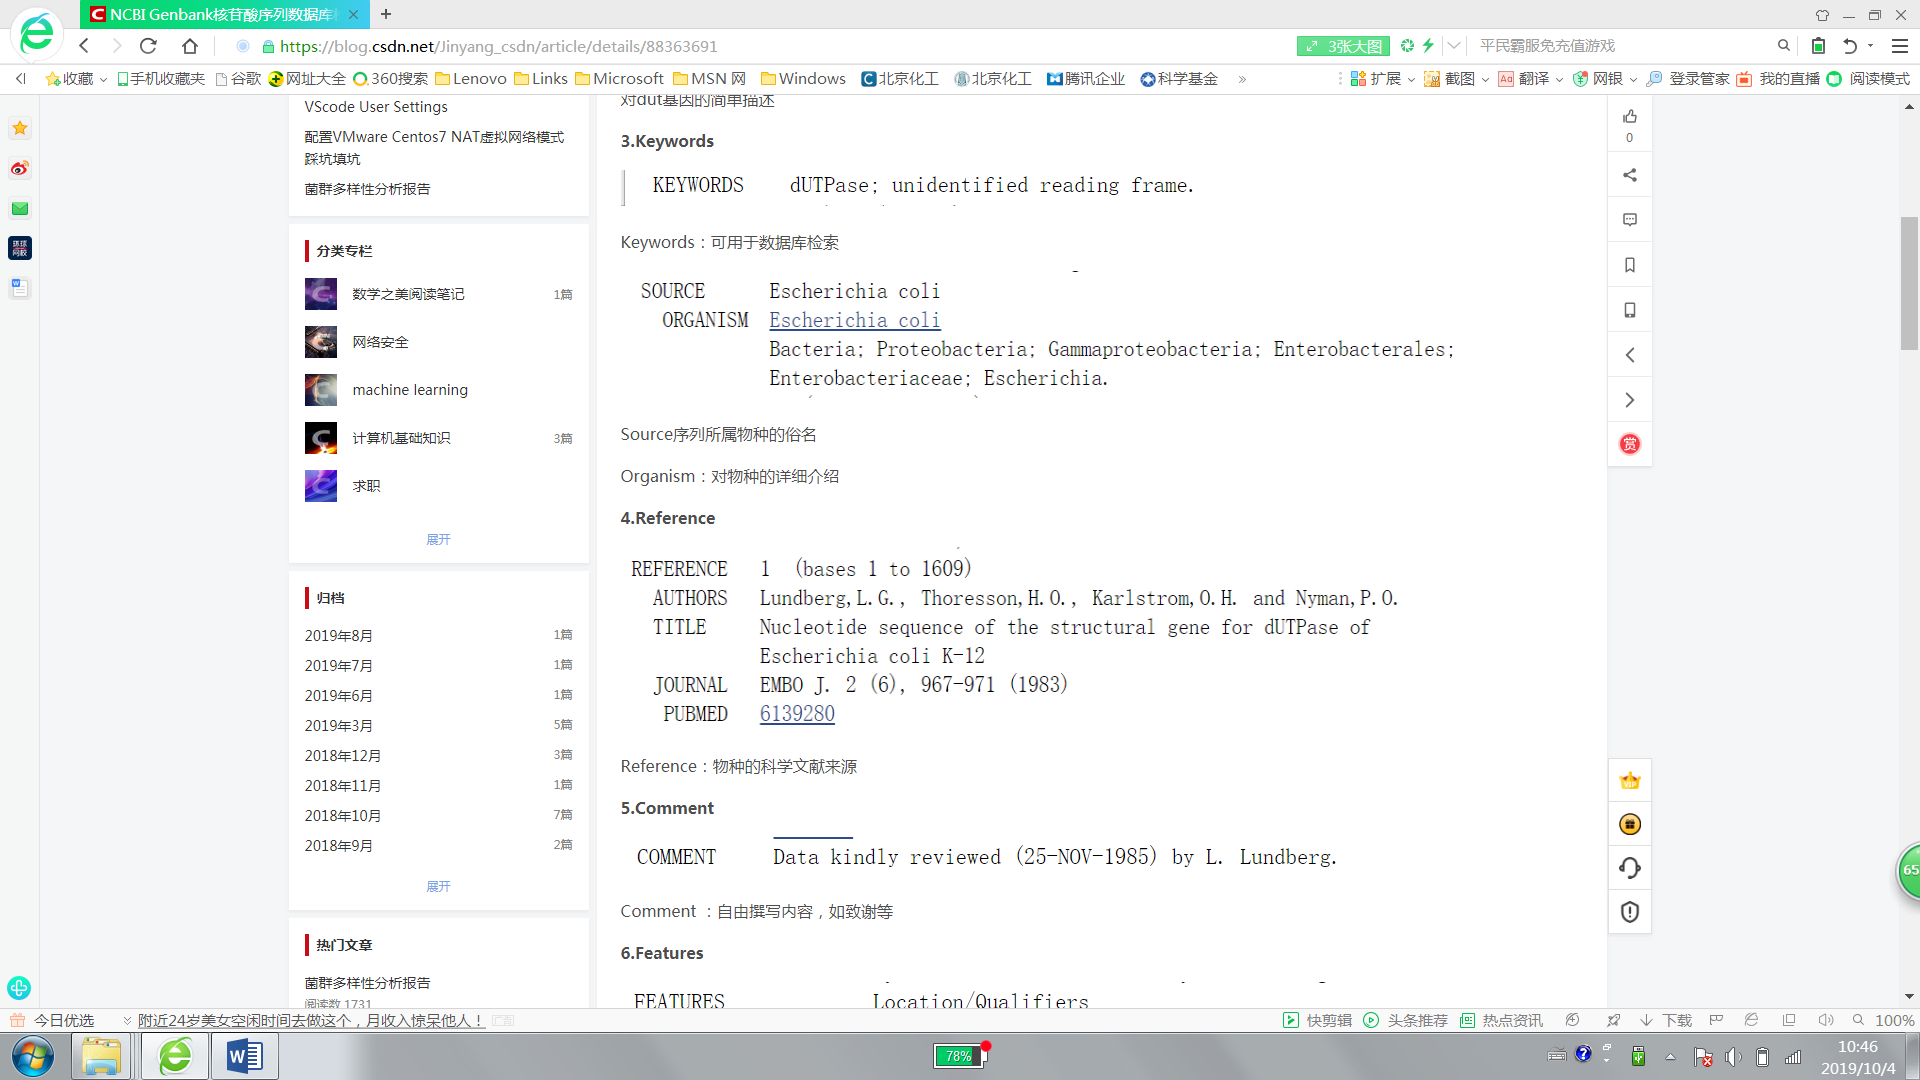 NCBI Genbank核苷酸序列数据库
https://blog.csdn.net/Jinyang_csdn/article/details/88363691
3张大图
平民霸服免充值游戏
收藏 手机收藏夹 谷歌 网址大全 360搜索 Lenovo Links Microsoft MSN 网 Windows 北京化工 北京化工 腾讯企业 科学基金 »
扩展 截图 翻译 网银 登录管家 我的直播 阅读模式
VScode User Settings
配置VMware Centos7 NAT虚拟网络模式
踩坑填坑
菌群多样性分析报告
分类专栏
数学之美阅读笔记 1篇
网络安全
machine learning
计算机基础知识 3篇
求职
展开
归档
2019年8月 1篇
2019年7月 1篇
2019年6月 1篇
2019年3月 5篇
2018年12月 3篇
2018年11月 1篇
2018年10月 7篇
2018年9月 2篇
展开
热门文章
菌群多样性分析报告
阅读数 1731
对dut基因的简单描述
3.Keywords
KEYWORDS dUTPase; unidentified reading frame.
Keywords：可用于数据库检索
SOURCE Escherichia coli
ORGANISM Escherichia coli
Bacteria; Proteobacteria; Gammaproteobacteria; Enterobacterales;
Enterobacteriaceae; Escherichia.
Source序列所属物种的俗名
Organism：对物种的详细介绍
4.Reference
REFERENCE 1 (bases 1 to 1609)
AUTHORS Lundberg,L.G., Thoresson,H.O., Karlstrom,O.H. and Nyman,P.O.
TITLE Nucleotide sequence of the structural gene for dUTPase of
Escherichia coli K-12
JOURNAL EMBO J. 2 (6), 967-971 (1983)
PUBMED 6139280
Reference：物种的科学文献来源
5.Comment
COMMENT Data kindly reviewed (25-NOV-1985) by L. Lundberg.
Comment ：自由撰写内容，如致谢等
6.Features
FEATURES Location/Qualifiers
0
赏
VIP
65
环球
网校
今日优选 附近24岁美女空闲时间去做这个，月收入惊呆他人！
快剪辑 头条推荐 热点资讯 下载 100%
78%
10:46
2019/10/4